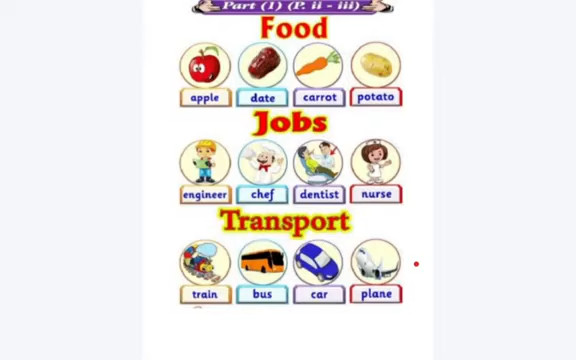 Part (1) (P. ii - iii)
Food
apple date carrot potato
Jobs
engineer chef dentist nurse
Transport
train bus car plane